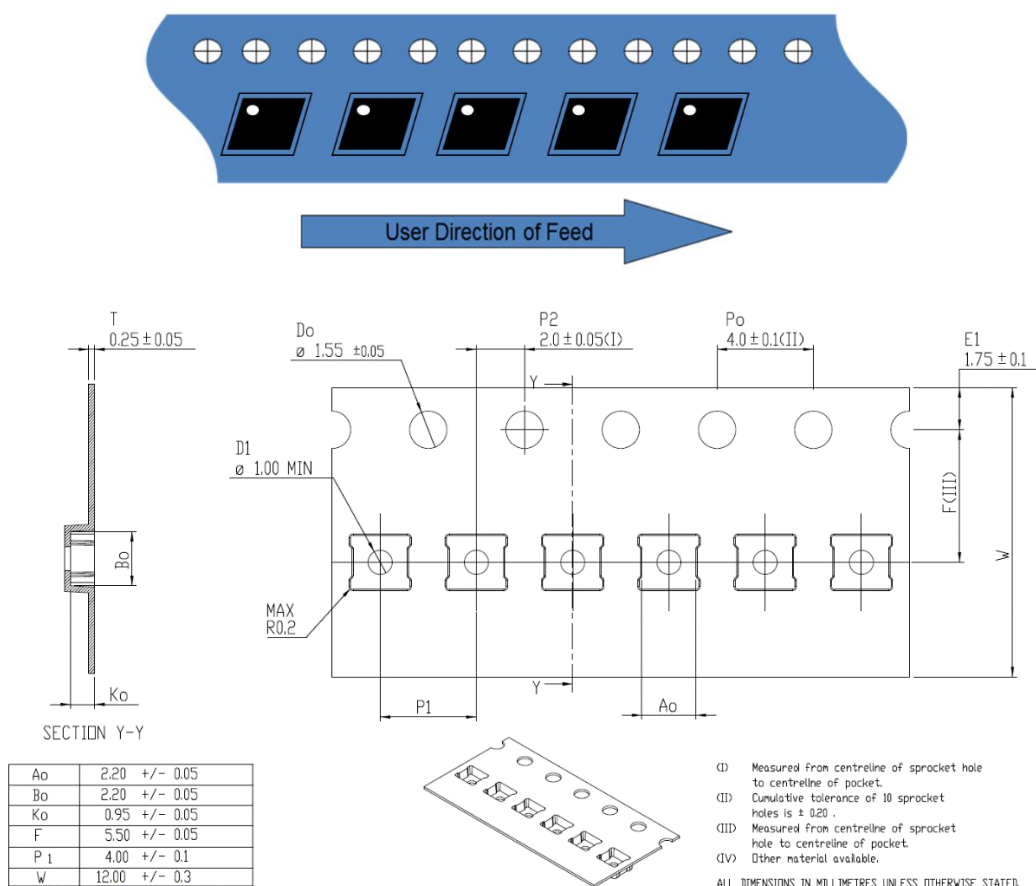 User Direction of Feed
T
0.25 ± 0.05
Do
ø 1.55 ±0.05
P2
2.0 ± 0.05(I)
Po
4.0 ± 0.1(II)
E1
1.75 ± 0.1
Y
D1
ø 1.00 MIN
F(III)
W
Bo
MAX
R0.2
Ko
P1
Y
Ao
SECTION Y-Y
Ao 2.20 +/- 0.05
Bo 2.20 +/- 0.05
Ko 0.95 +/- 0.05
F 5.50 +/- 0.05
P 1 4.00 +/- 0.1
W 12.00 +/- 0.3
(I) Measured from centreline of sprocket hole
to centreline of pocket.
(II) Cumulative tolerance of 10 sprocket
holes is ± 0.20 .
(III) Measured from centreline of sprocket
hole to centreline of pocket.
(IV) Other material available.
ALL DIMENSIONS IN MILLIMETRES UNLESS OTHERWISE STATED.